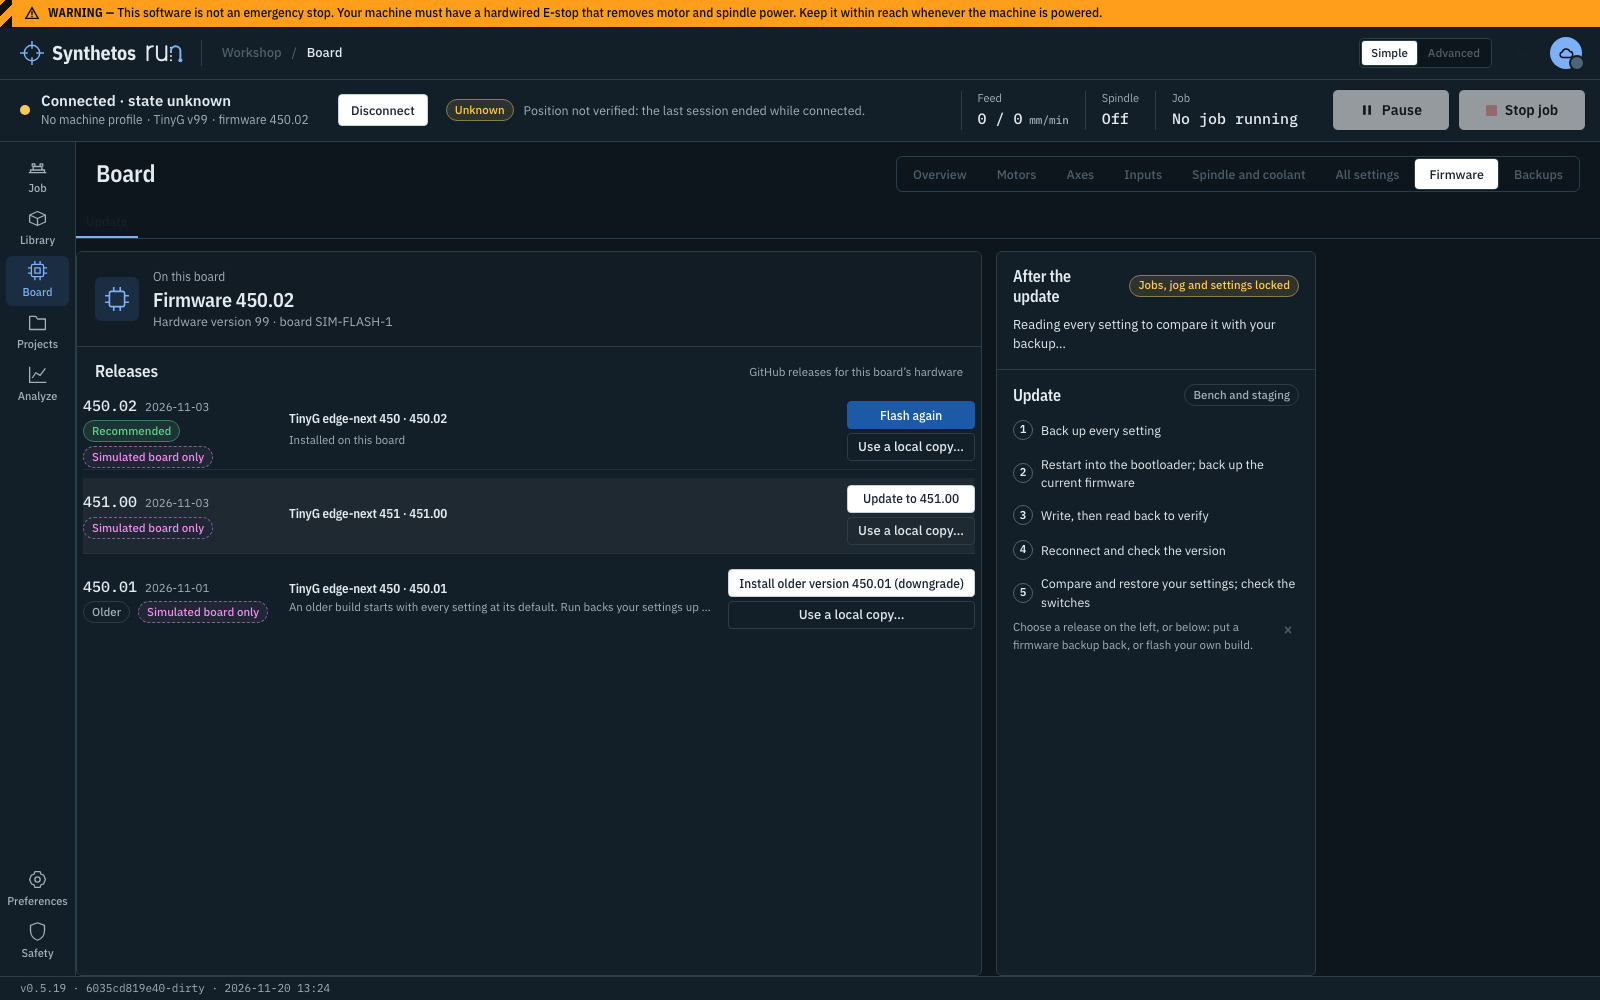 WARNING — This software is not an emergency stop. Your machine must have a hardwired E-stop that removes motor and spindle power. Keep it within reach whenever the machine is powered.
Synthetos run
Workshop / Board
Simple Advanced
Connected · state unknown
No machine profile · TinyG v99 · firmware 450.02
Disconnect
Unknown
Position not verified: the last session ended while connected.
Feed
0 / 0 mm/min
Spindle
Off
Job
No job running
Pause
Stop job
Job
Library
Board
Projects
Analyze
Preferences
Safety
Board
Overview Motors Axes Inputs Spindle and coolant All settings Firmware Backups
Update
On this board
Firmware 450.02
Hardware version 99 · board SIM-FLASH-1
Releases
GitHub releases for this board's hardware
450.02 2026-11-03
Recommended
Simulated board only
TinyG edge-next 450 · 450.02
Installed on this board
Flash again
Use a local copy...
451.00 2026-11-03
Simulated board only
TinyG edge-next 451 · 451.00
Update to 451.00
Use a local copy...
450.01 2026-11-01
Older Simulated board only
TinyG edge-next 450 · 450.01
An older build starts with every setting at its default. Run backs your settings up ...
Install older version 450.01 (downgrade)
Use a local copy...
After the
update
Jobs, jog and settings locked
Reading every setting to compare it with your
backup...
Update
Bench and staging
1 Back up every setting
2 Restart into the bootloader; back up the
current firmware
3 Write, then read back to verify
4 Reconnect and check the version
5 Compare and restore your settings; check the
switches
Choose a release on the left, or below: put a
firmware backup back, or flash your own build.
×
v0.5.19 · 6035cd819e40-dirty · 2026-11-20 13:24